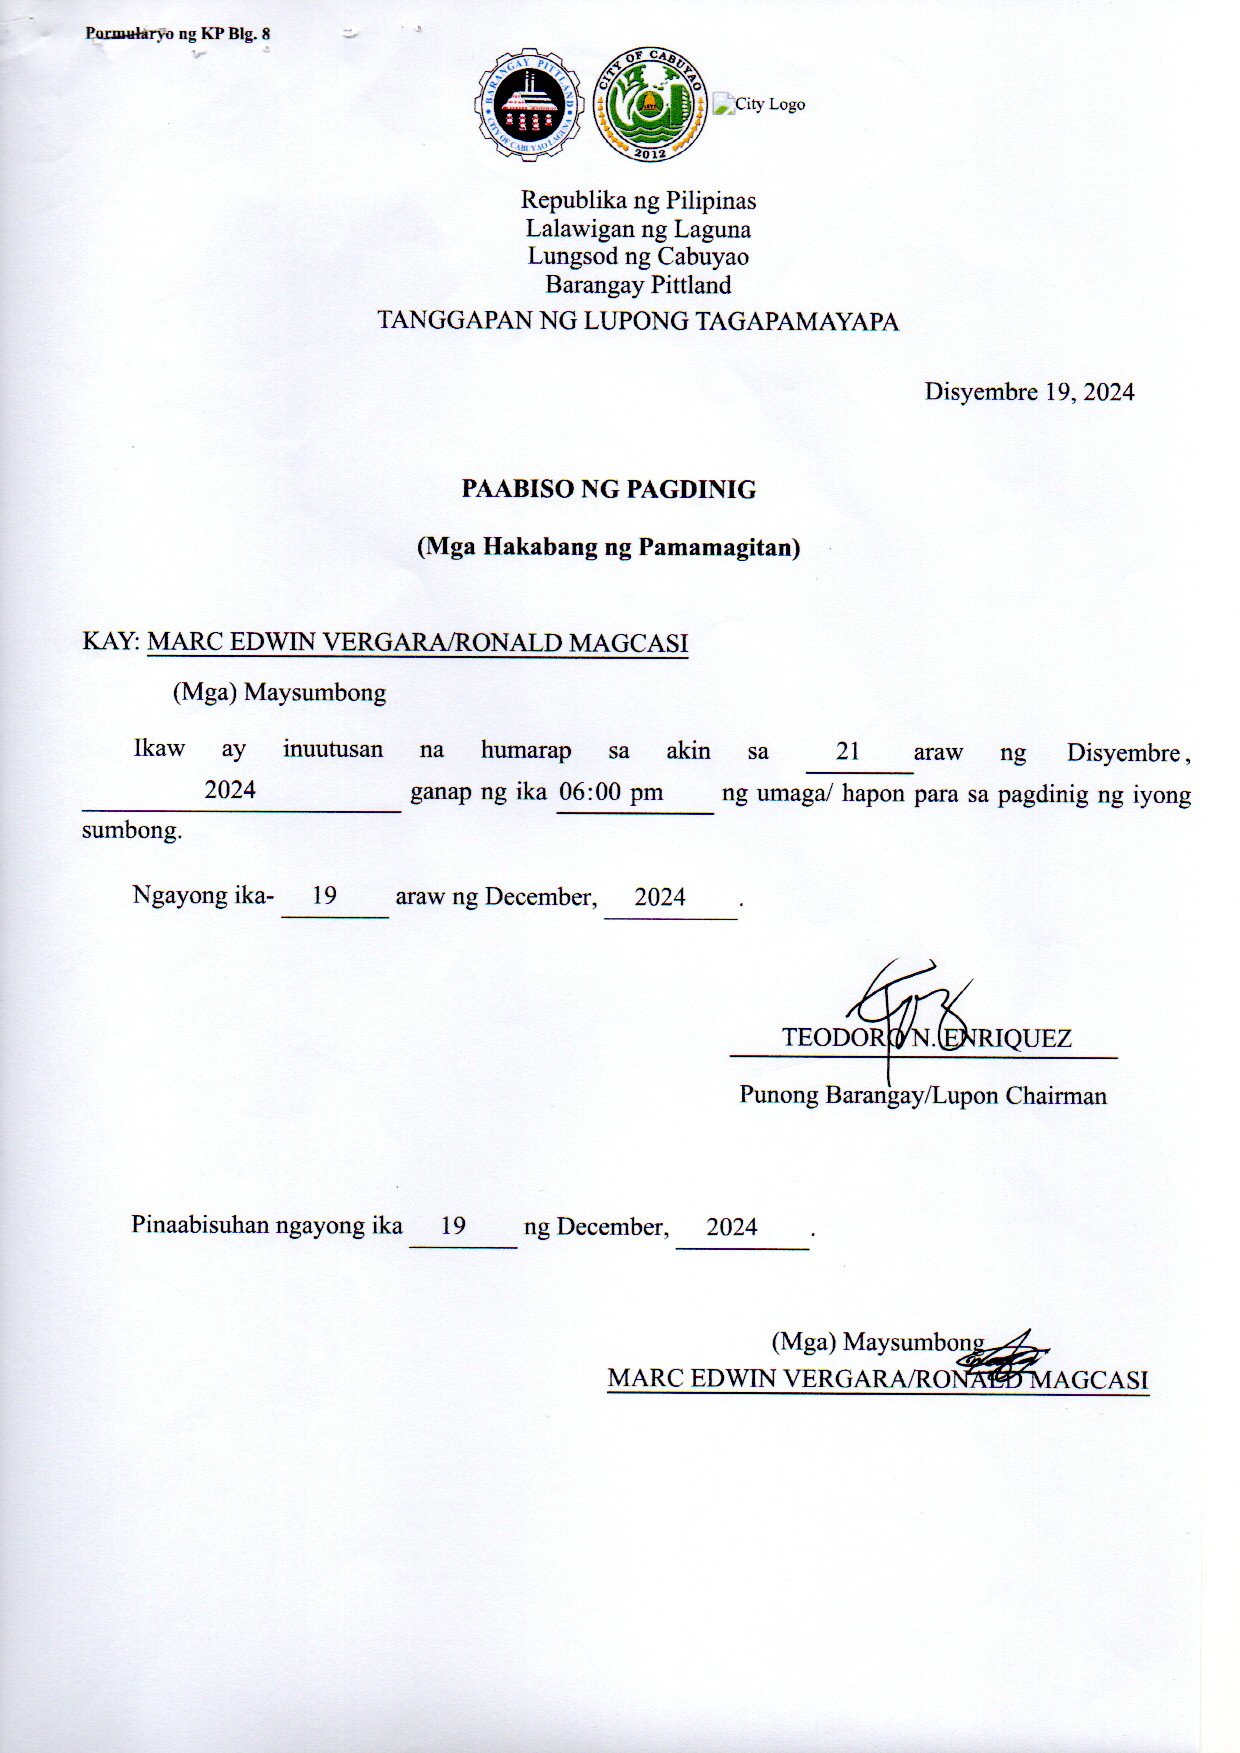 Pormularyo ng KP Blg. 8
BARANGAY PITTLAND
CITY OF CABUYAO LAGUNA
CITY OF CABUYAO
2012
City Logo
Republika ng Pilipinas
Lalawigan ng Laguna
Lungsod ng Cabuyao
Barangay Pittland
TANGGAPAN NG LUPONG TAGAPAMAYAPA
Disyembre 19, 2024
PAABISO NG PAGDINIG
(Mga Hakabang ng Pamamagitan)
KAY: MARC EDWIN VERGARA/RONALD MAGCASI
(Mga) Maysumbong
Ikaw ay inuutusan na humarap sa akin sa 21 araw ng Disyembre,
2024 ganap ng ika 06:00 pm ng umaga/ hapon para sa pagdinig ng iyong
sumbong.
Ngayong ika- 19 araw ng December, 2024 .
TEODORO N. ENRIQUEZ
Punong Barangay/Lupon Chairman
Pinaabisuhan ngayong ika 19 ng December, 2024 .
(Mga) Maysumbong
MARC EDWIN VERGARA/RONALD MAGCASI